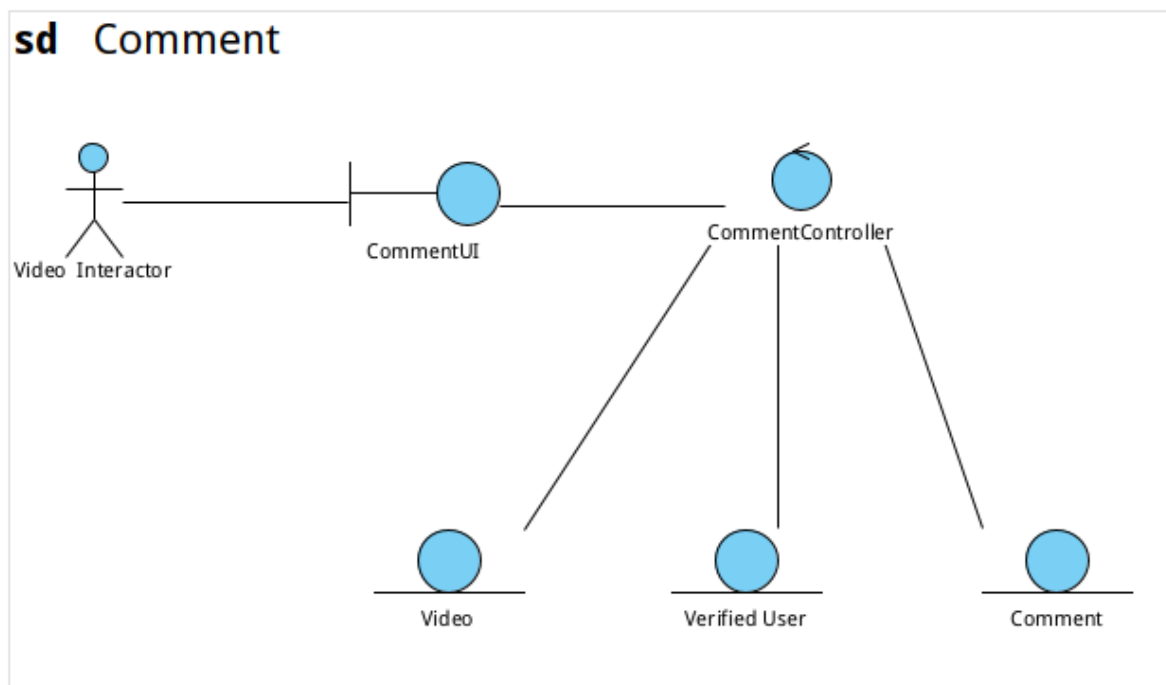 sd Comment
Video Interactor
CommentUI
CommentController
Video
Verified User
Comment